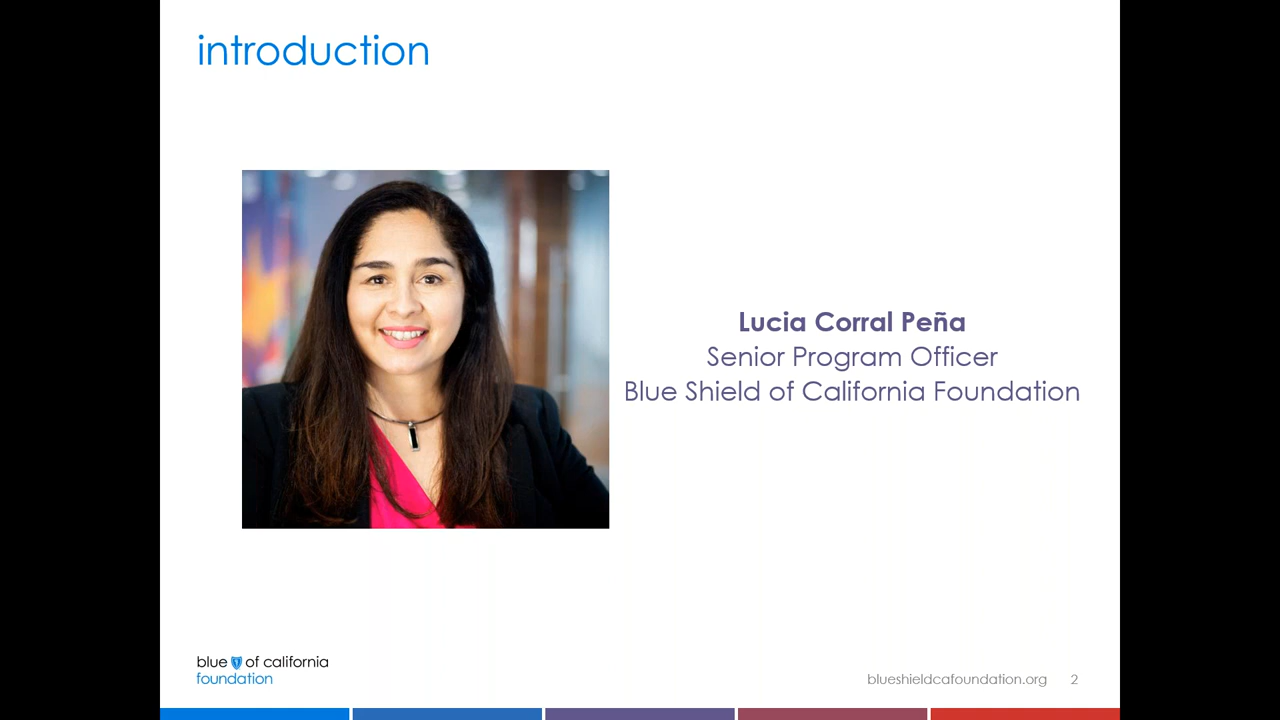 introduction
Lucia Corral Peña
Senior Program Officer
Blue Shield of California Foundation
blue of california
foundation
blueshieldcafoundation.org 2